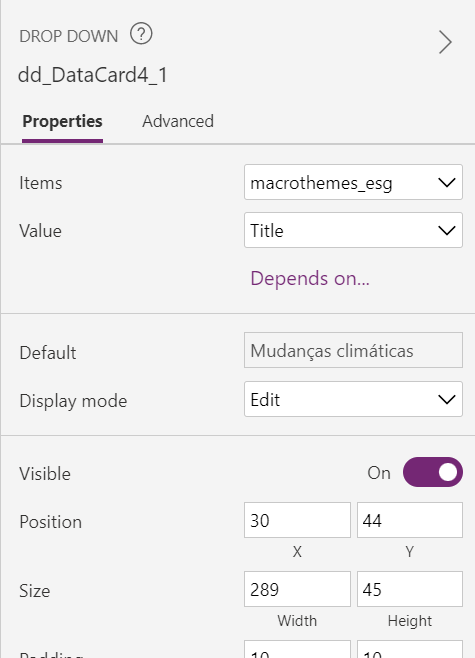 DROP DOWN ?
dd_DataCard4_1
Properties Advanced
Items macrothemes_esg
Value Title
Depends on...
Default Mudanças climáticas
Display mode Edit
Visible On
Position 30 44
X Y
Size 289 45
Width Height
Padding 10 10